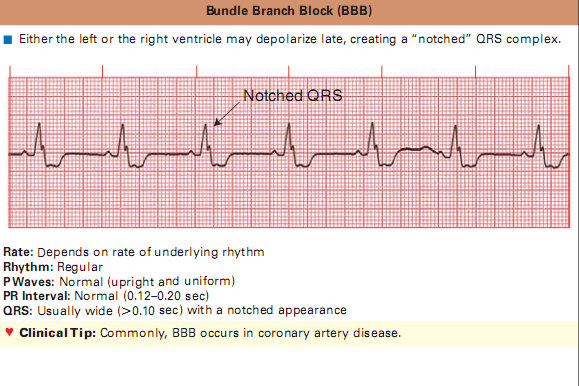 Bundle Branch Block (BBB)
Either the left or the right ventricle may depolarize late, creating a “notched” QRS complex.
Notched QRS
Rate: Depends on rate of underlying rhythm
Rhythm: Regular
P Waves: Normal (upright and uniform)
PR Interval: Normal (0.12–0.20 sec)
QRS: Usually wide (>0.10 sec) with a notched appearance
♥ Clinical Tip: Commonly, BBB occurs in coronary artery disease.